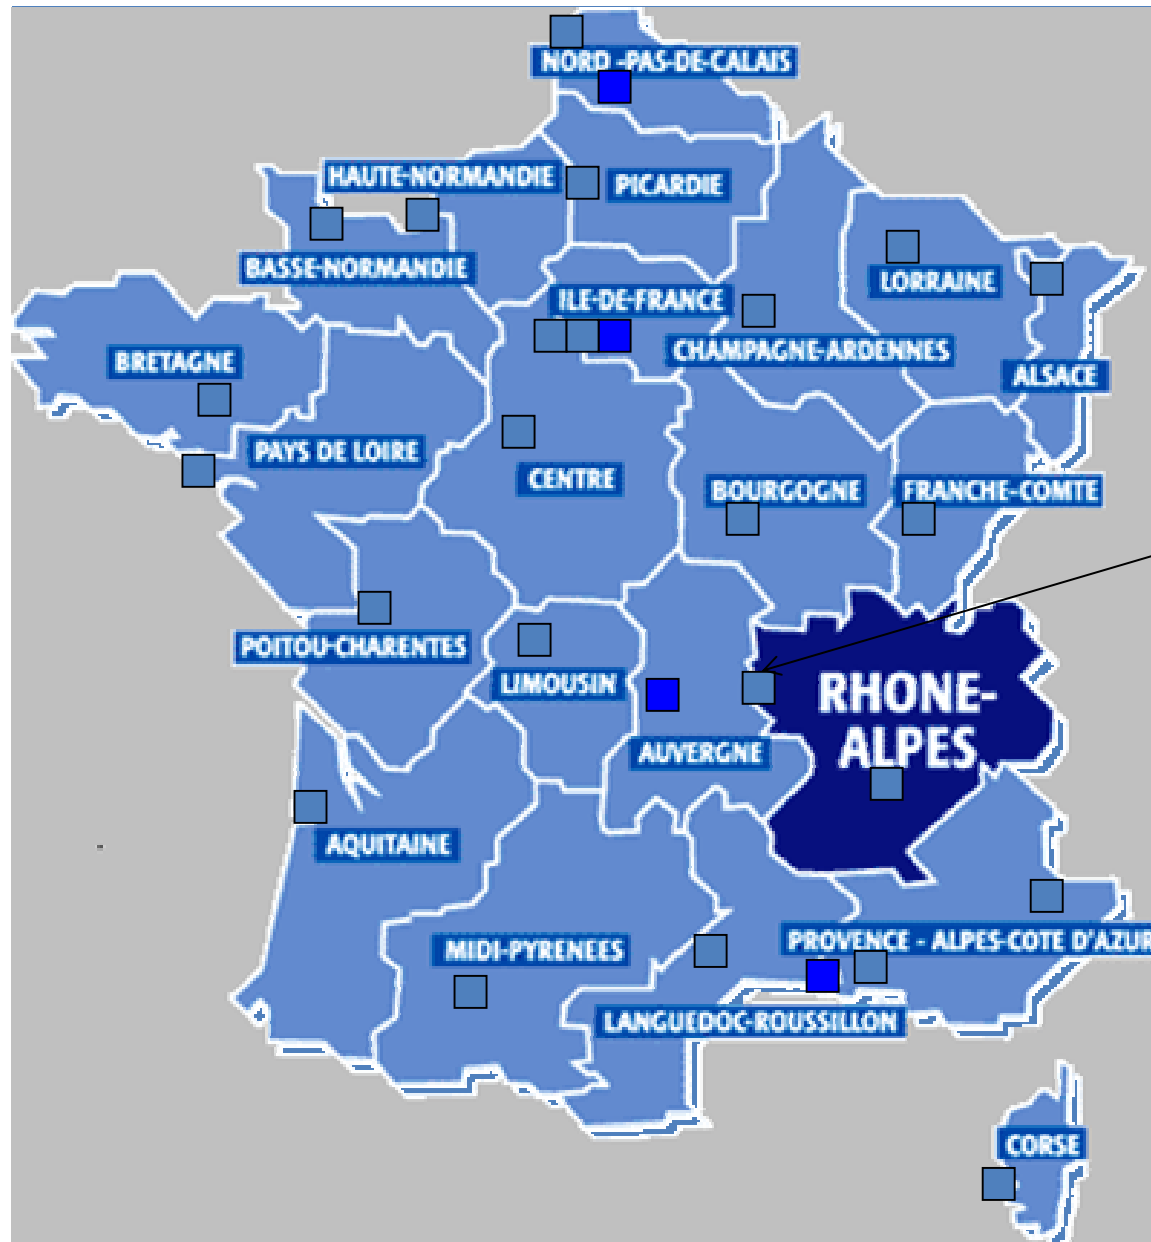 NORD -PAS-DE-CALAIS
HAUTE-NORMANDIE
PICARDIE
BASSE-NORMANDIE
ILE-DE-FRANCE
LORRAINE
CHAMPAGNE-ARDENNES
BRETAGNE
ALSACE
PAYS DE LOIRE
CENTRE
BOURGOGNE
FRANCHE-COMTE
POITOU-CHARENTES
LIMOUSIN
RHONE-
ALPES
AUVERGNE
AQUITAINE
MIDI-PYRENEES
PROVENCE - ALPES-COTE D'AZUR
LANGUEDOC-ROUSSILLON
CORSE